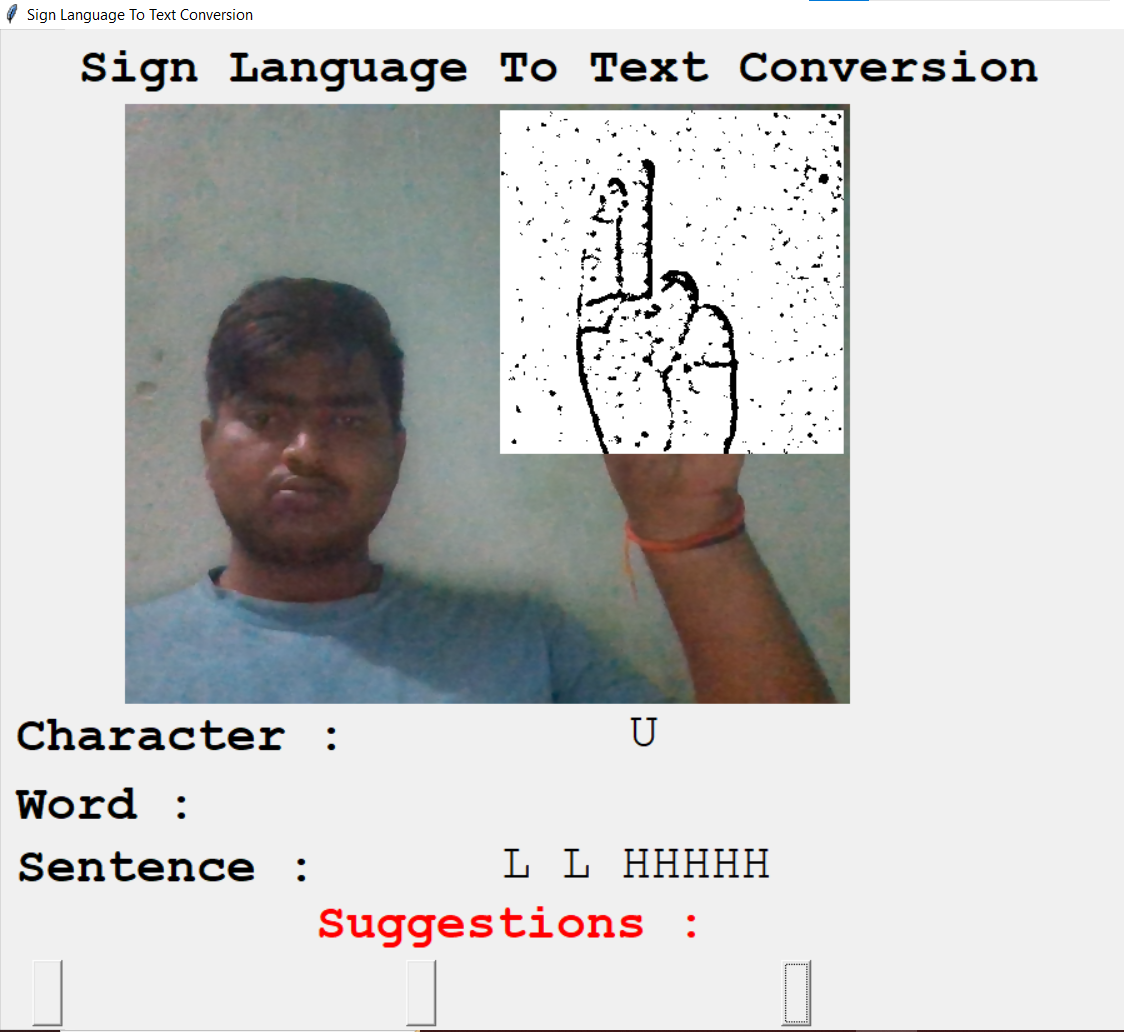 Sign Language To Text Conversion
Sign Language To Text Conversion
Character : U
Word :
Sentence : L L HHHHH
Suggestions :